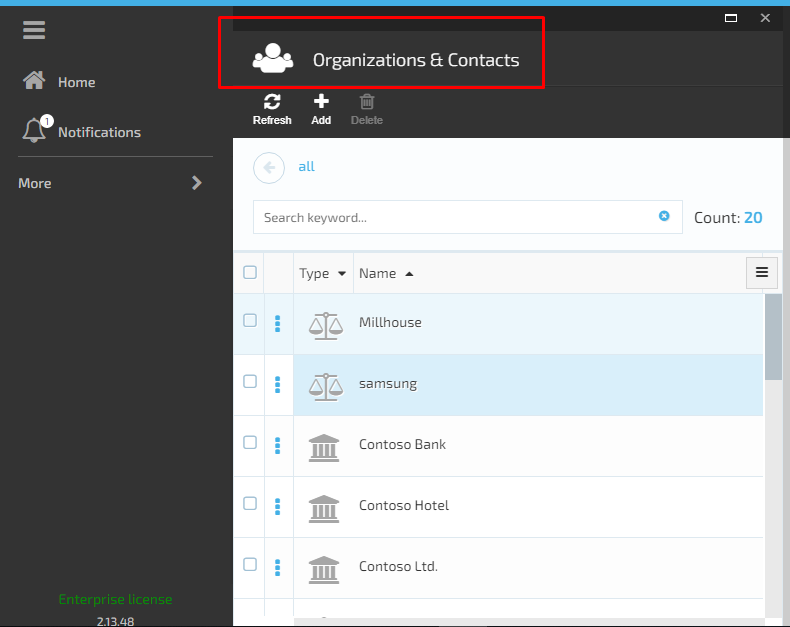 Organizations & Contacts
Home
1
Notifications
More
Refresh Add Delete
all
Search keyword...
Count: 20
Type Name
Millhouse
samsung
Contoso Bank
Contoso Hotel
Contoso Ltd.
Enterprise license
2.13.48